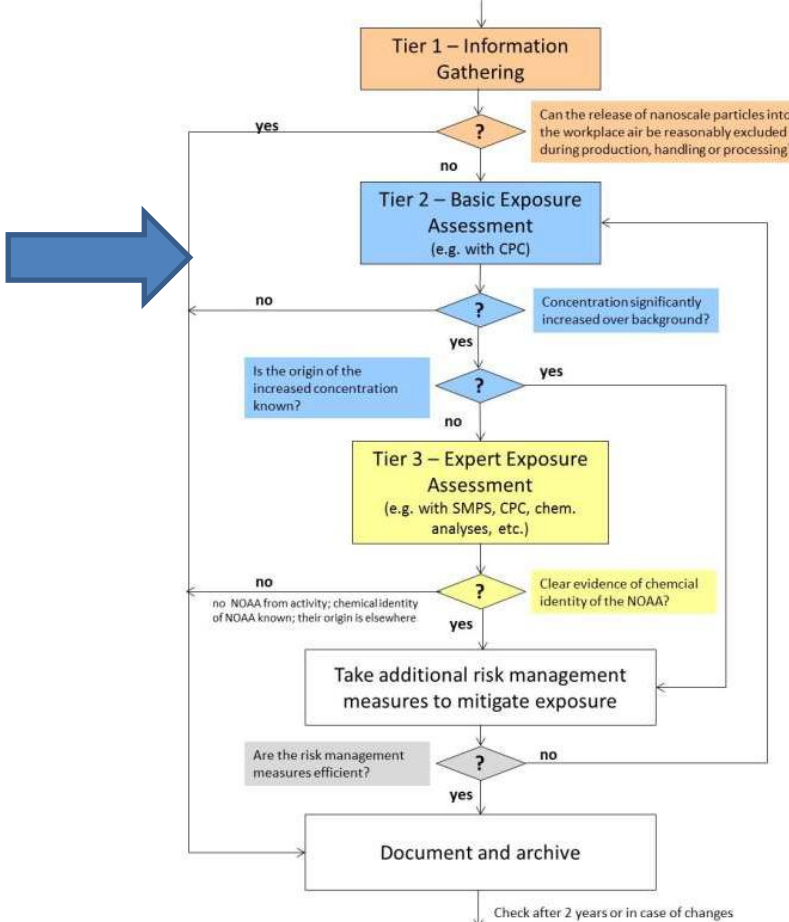 Tier 1 – Information
Gathering
yes
?
Can the release of nanoscale particles into
the workplace air be reasonably excluded
during production, handling or processing?
no
Tier 2 – Basic Exposure
Assessment
(e.g. with CPC)
no
?
Concentration significantly
increased over background?
yes
Is the origin of the
increased concentration
known?
?
yes
no
Tier 3 – Expert Exposure
Assessment
(e.g. with SMPS, CPC, chem.
analyses, etc.)
no
?
Clear evidence of chemcial
identity of the NOAA?
no NOAA from activity; chemical identity
of NOAA known; their origin is elsewhere
yes
Take additional risk management
measures to mitigate exposure
Are the risk management
measures efficient?
?
no
yes
Document and archive
Check after 2 years or in case of changes